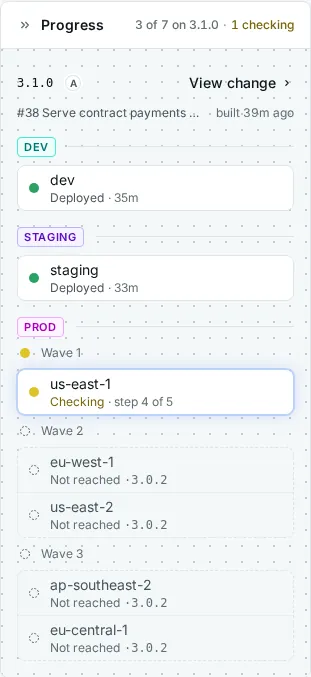 » Progress 3 of 7 on 3.1.0 · 1 checking
3.1.0 A View change ›
#38 Serve contract payments ... · built 39m ago
DEV
dev
Deployed · 35m
STAGING
staging
Deployed · 33m
PROD
Wave 1
us-east-1
Checking · step 4 of 5
Wave 2
eu-west-1
Not reached · 3.0.2
us-east-2
Not reached · 3.0.2
Wave 3
ap-southeast-2
Not reached · 3.0.2
eu-central-1
Not reached · 3.0.2